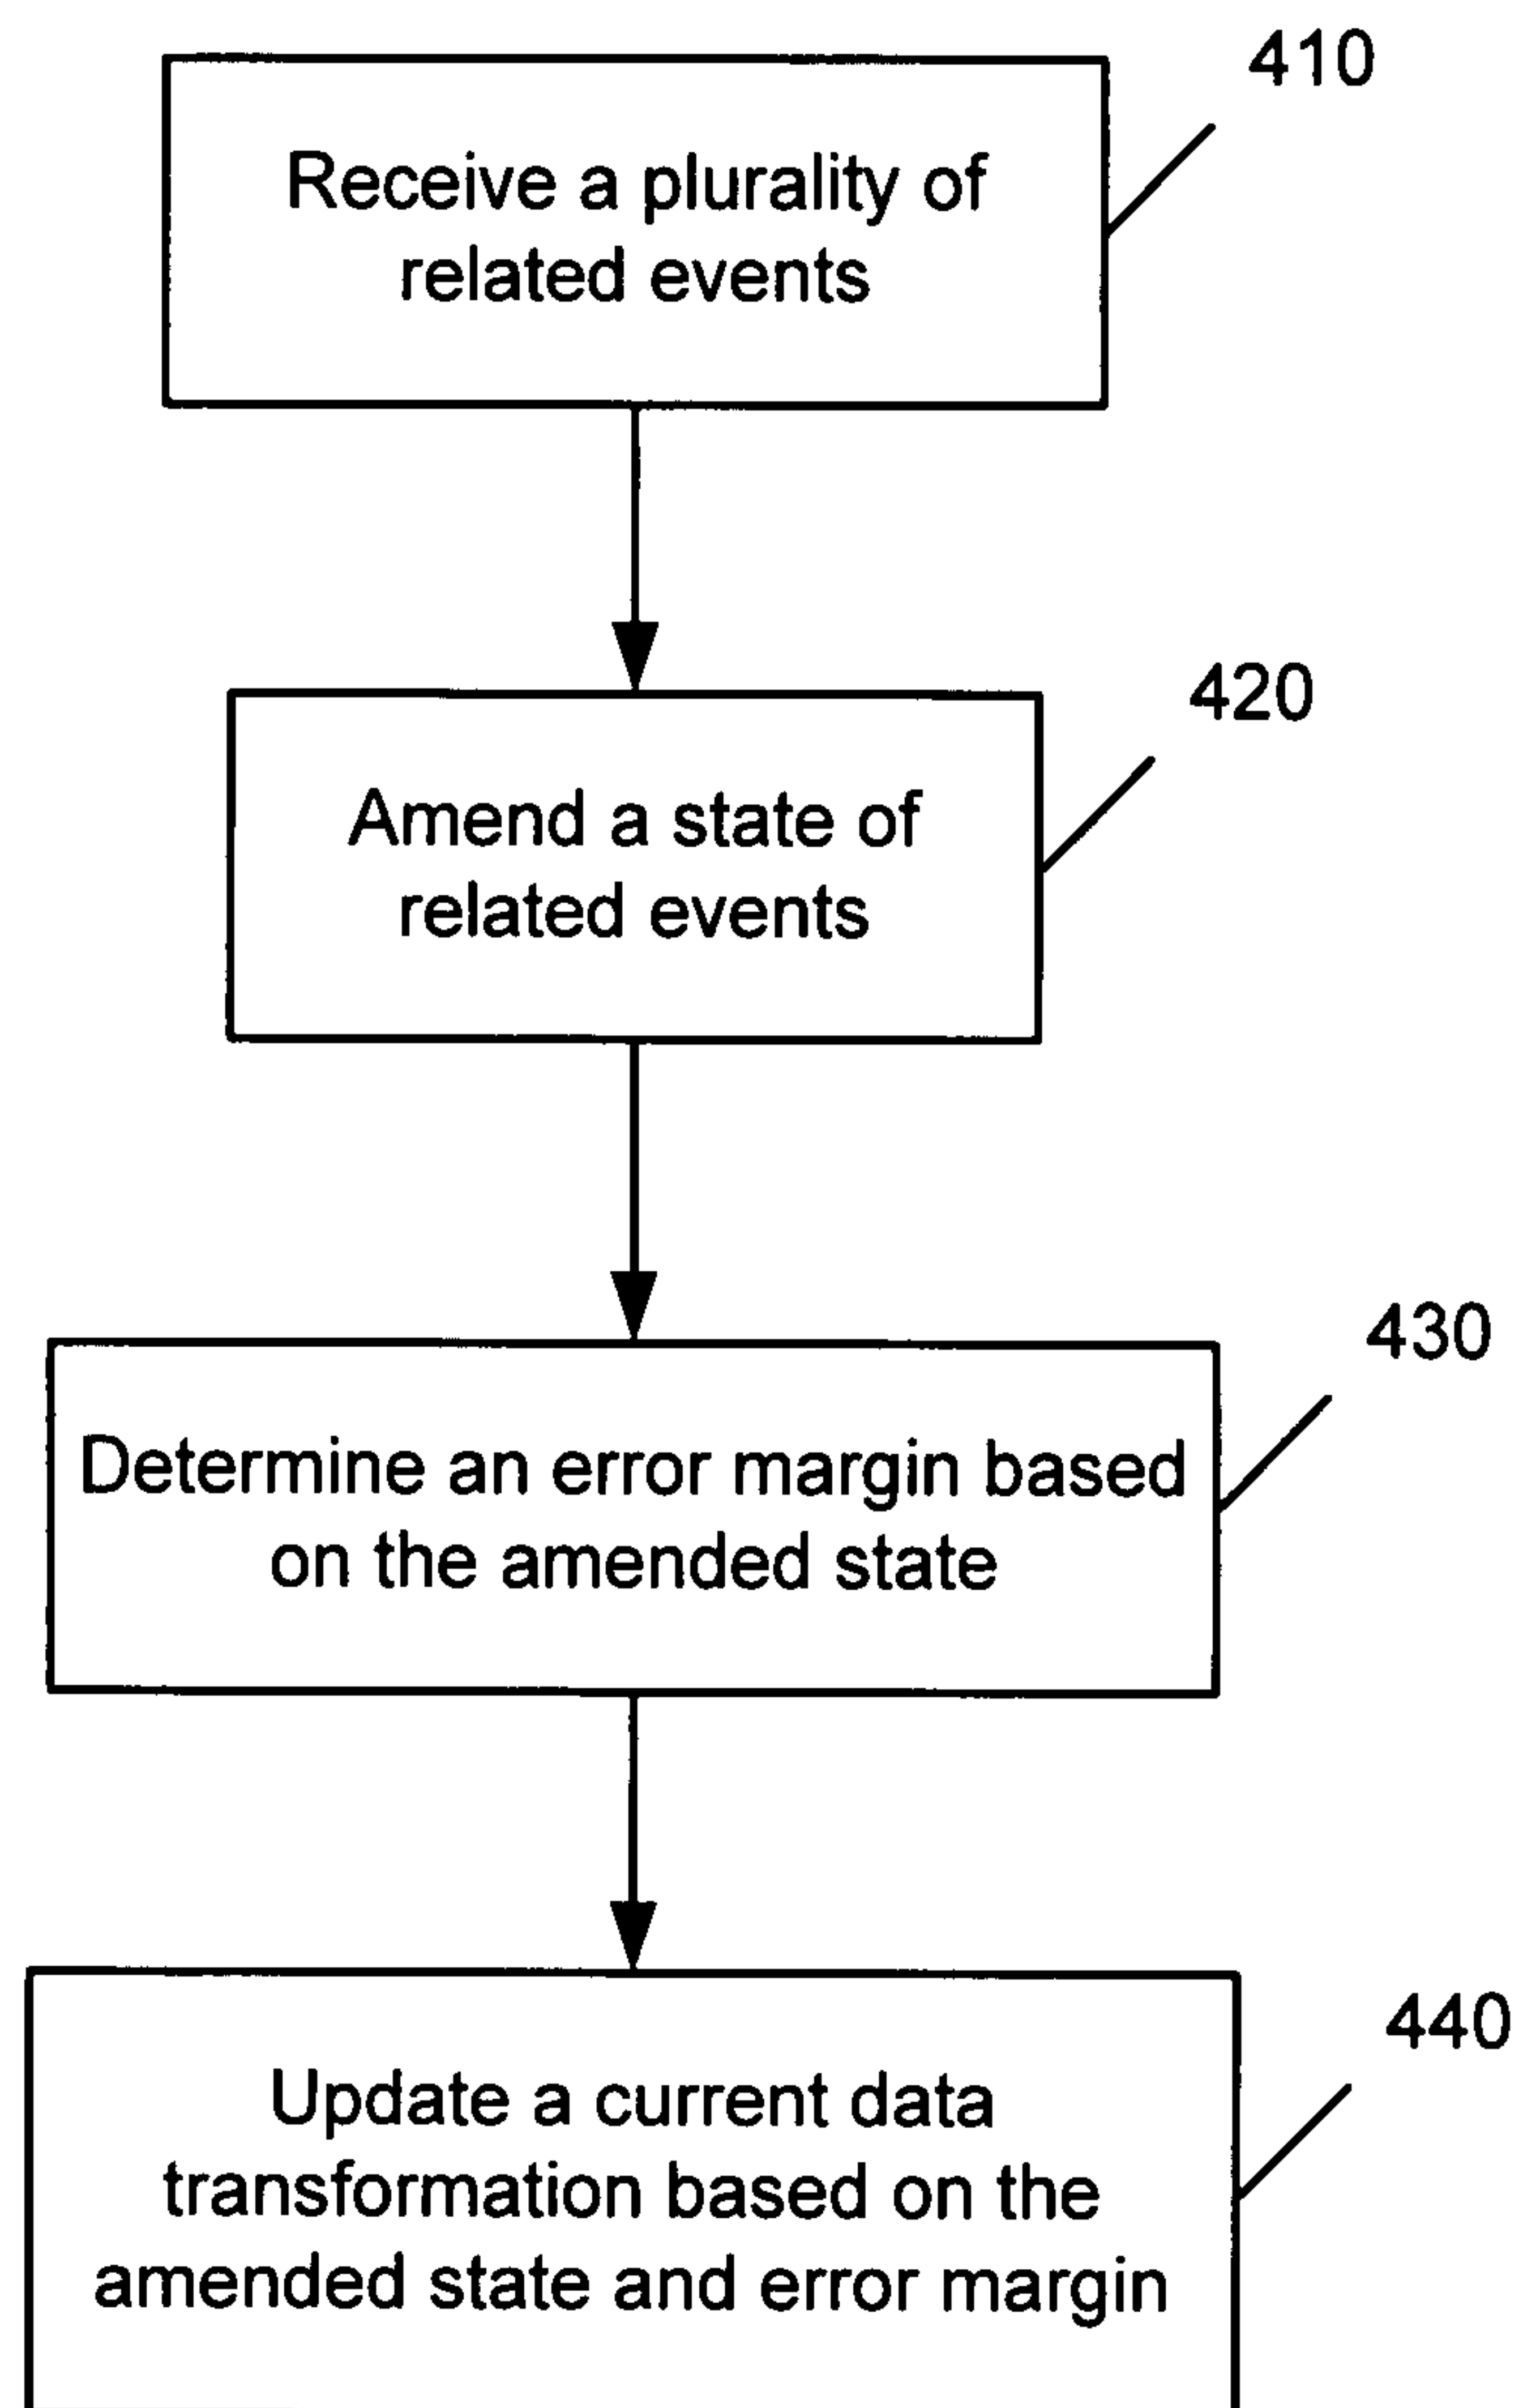 410
Receive a plurality of
related events
420
Amend a state of
related events
430
Determine an error margin based
on the amended state
440
Update a current data
transformation based on the
amended state and error margin